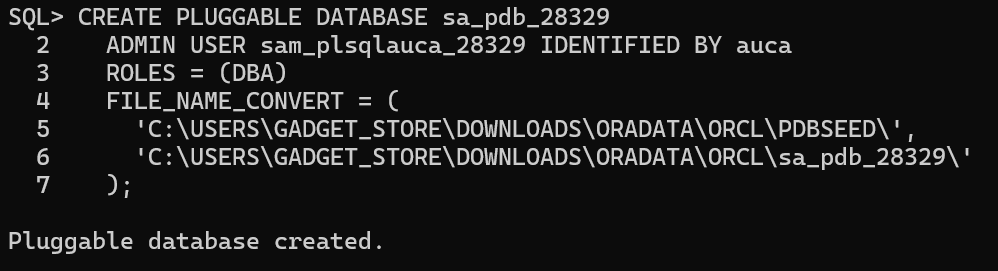 SQL> CREATE PLUGGABLE DATABASE sa_pdb_28329
  2    ADMIN USER sam_plsqlauca_28329 IDENTIFIED BY auca
  3    ROLES = (DBA)
  4    FILE_NAME_CONVERT = (
  5      'C:\USERS\GADGET_STORE\DOWNLOADS\ORADATA\ORCL\PDBSEED\',
  6      'C:\USERS\GADGET_STORE\DOWNLOADS\ORADATA\ORCL\sa_pdb_28329\'
  7    );
Pluggable database created.